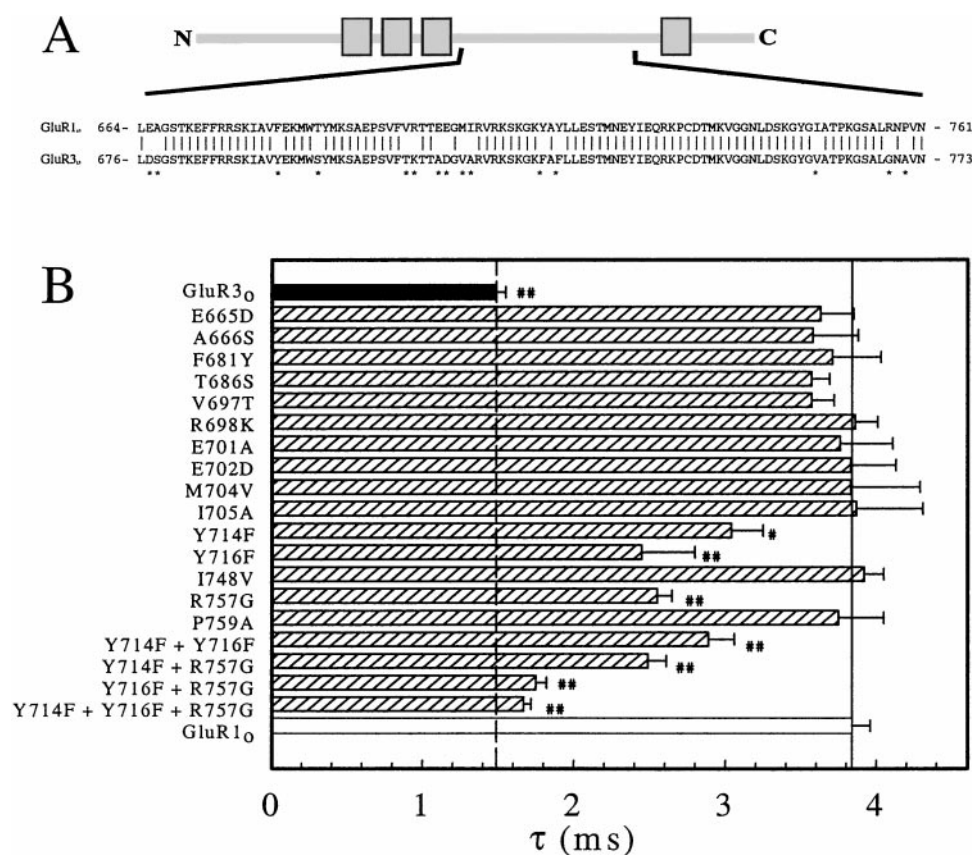 A
N
C
GluR1o 664- LEAGSTKEFFRRSKIAVFEKMWTYMKSAEPSVFVRTTEEGMIRVRKSKGKYAYLLESTMNEYIEQRKPCDTMKVGGNLDSKGYGIATPKGSALRNPVN - 761
GluR3o 676- LDSGSTKEFFRRSKIAVYEKMWSYMKSAEPSVFTKTTADGVARVRKSKGKFAFLLESTMNEYIEQRKPCDTMKVGGNLDSKGYGVATPKGSALGNAVN - 773
** * * ** ** ** * * * * *
B
GluR3O ##
E665D
A666S
F681Y
T686S
V697T
R698K
E701A
E702D
M704V
I705A
Y714F #
Y716F ##
I748V
R757G ##
P759A
Y714F + Y716F ##
Y714F + R757G ##
Y716F + R757G ##
Y714F + Y716F + R757G ##
GluR1O
0 1 2 3 4
τ (ms)